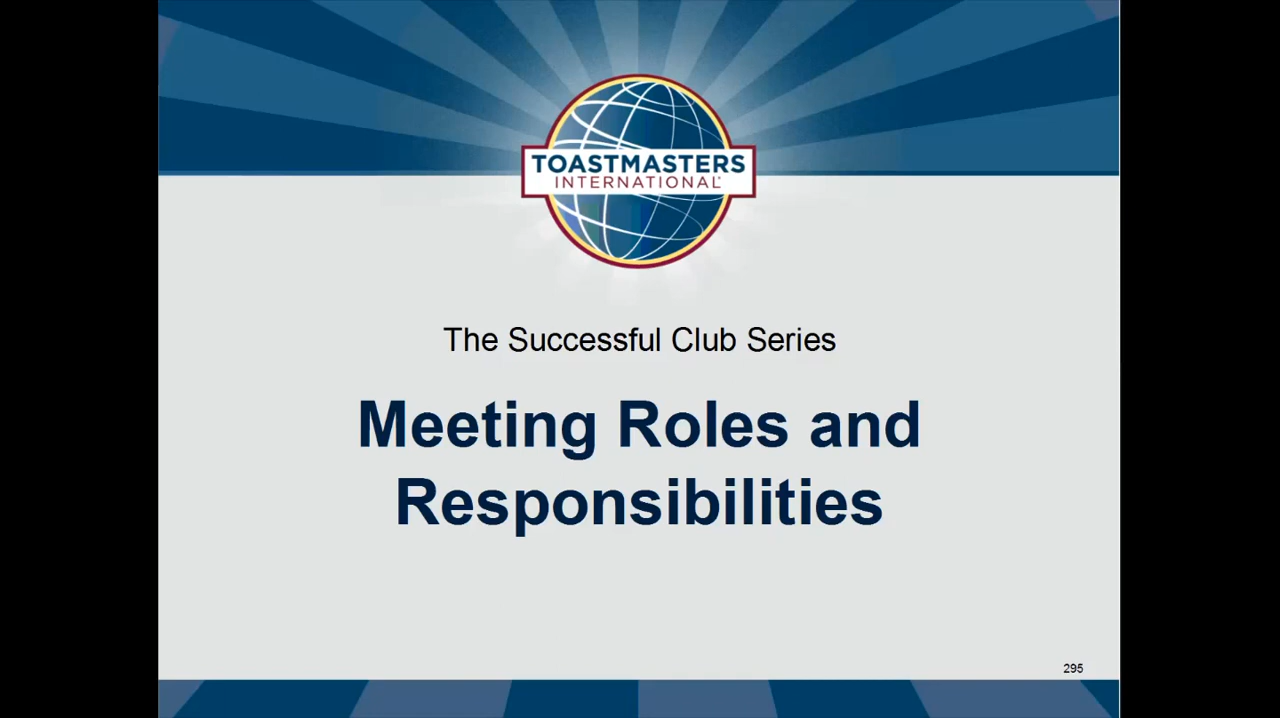 TOASTMASTERS
INTERNATIONAL
The Successful Club Series
Meeting Roles and
Responsibilities
295